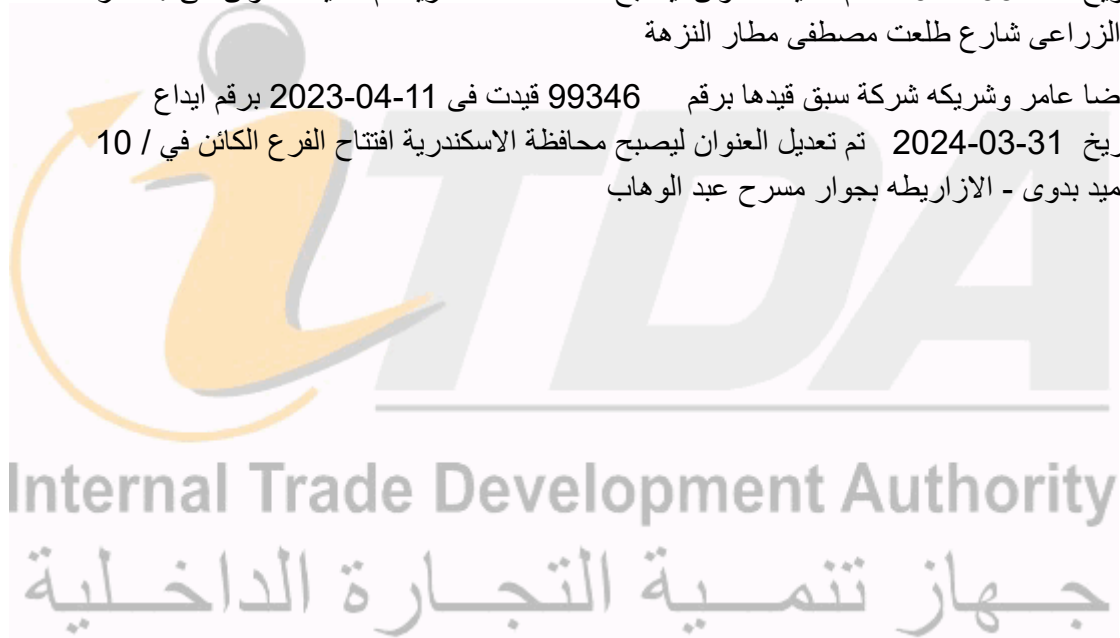 الزراعى شارع طلعت مصطفى مطار النزهة
ضا عامر وشريكه شركة سبق قيدها برقم 99346 قيدت فى 11-04-2023 برقم ايداع
ريخ 31-03-2024 تم تعديل العنوان ليصبح محافظة الاسكندرية افتتاح الفرع الكائن في / 10
ميد بدوى - الازاريطه بجوار مسرح عبد الوهاب
iTDA
Internal Trade Development Authority
جهاز تنمية التجارة الداخلية